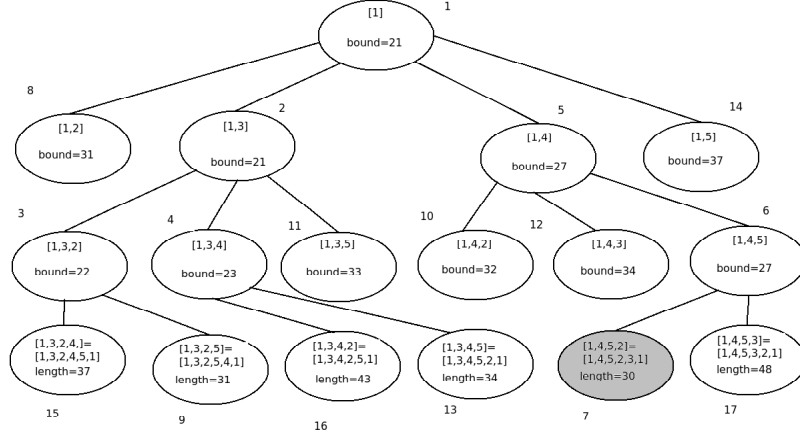 1
[1]
bound=21
8
2
5
14
[1,2]
bound=31
[1,3]
bound=21
[1,4]
bound=27
[1,5]
bound=37
3
4
11
10
12
6
[1,3,2]
bound=22
[1,3,4]
bound=23
[1,3,5]
bound=33
[1,4,2]
bound=32
[1,4,3]
bound=34
[1,4,5]
bound=27
[1,3,2,4,]=
[1,3,2,4,5,1]
length=37
[1,3,2,5]=
[1,3,2,5,4,1]
length=31
[1,3,4,2]=
[1,3,4,2,5,1]
length=43
[1,3,4,5]=
[1,3,4,5,2,1]
length=34
[1,4,5,2]=
[1,4,5,2,3,1]
length=30
[1,4,5,3]=
[1,4,5,3,2,1]
length=48
15
9
16
13
7
17